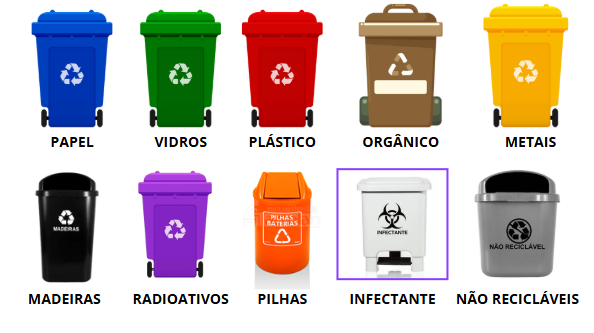 PAPEL
VIDROS
PLÁSTICO
ORGÂNICO
METAIS
MADEIRAS
PILHAS
BATERIAS
INFECTANTE
NÃO RECICLÁVEL
MADEIRAS
RADIOATIVOS
PILHAS
INFECTANTE
NÃO RECICLÁVEIS